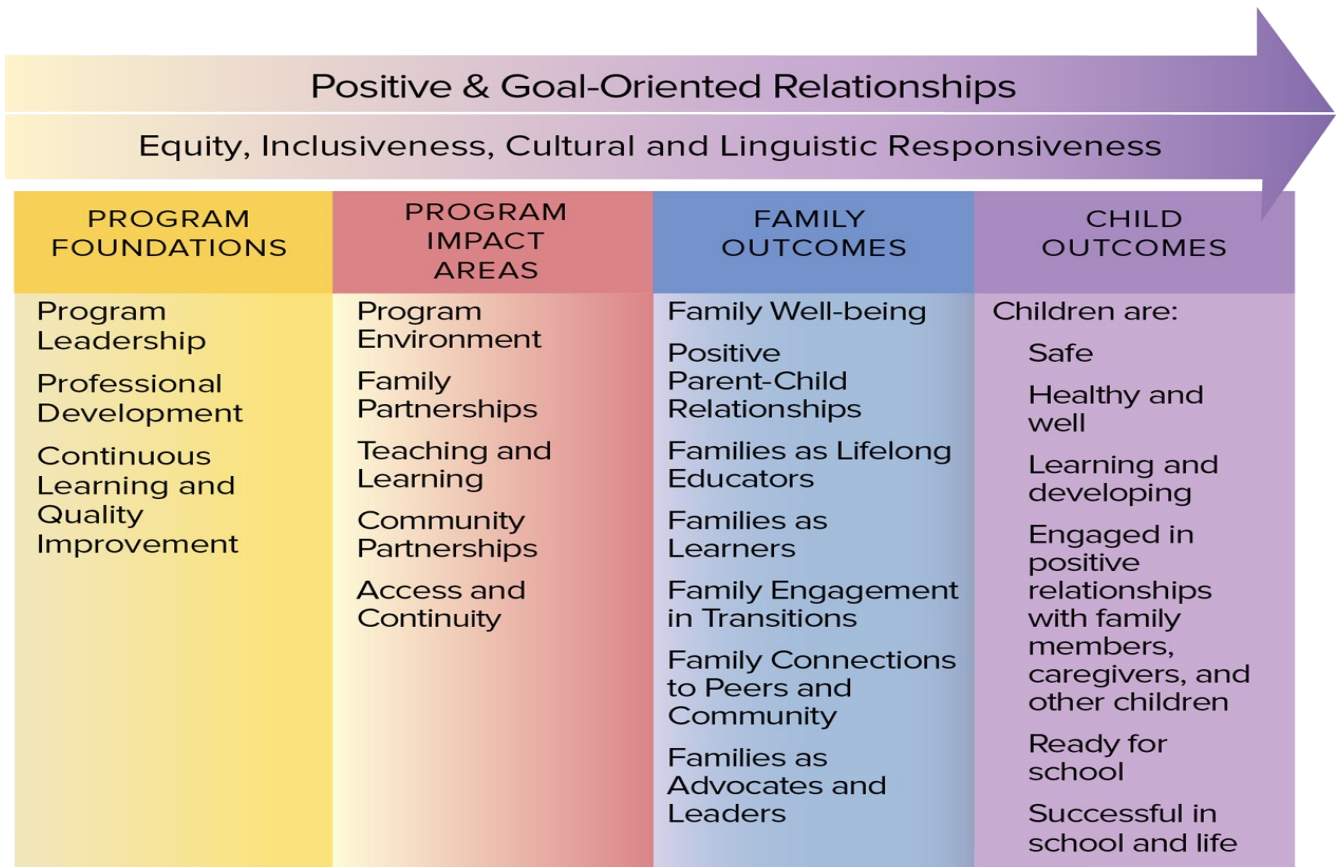 Positive & Goal-Oriented Relationships
Equity, Inclusiveness, Cultural and Linguistic Responsiveness
PROGRAM
FOUNDATIONS
Program
Leadership
Professional
Development
Continuous
Learning and
Quality
Improvement
PROGRAM
IMPACT
AREAS
Program
Environment
Family
Partnerships
Teaching and
Learning
Community
Partnerships
Access and
Continuity
FAMILY
OUTCOMES
Family Well-being
Positive
Parent-Child
Relationships
Families as Lifelong
Educators
Families as
Learners
Family Engagement
in Transitions
Family Connections
to Peers and
Community
Families as
Advocates and
Leaders
CHILD
OUTCOMES
Children are:
Safe
Healthy and
well
Learning and
developing
Engaged in
positive
relationships
with family
members,
caregivers, and
other children
Ready for
school
Successful in
school and life